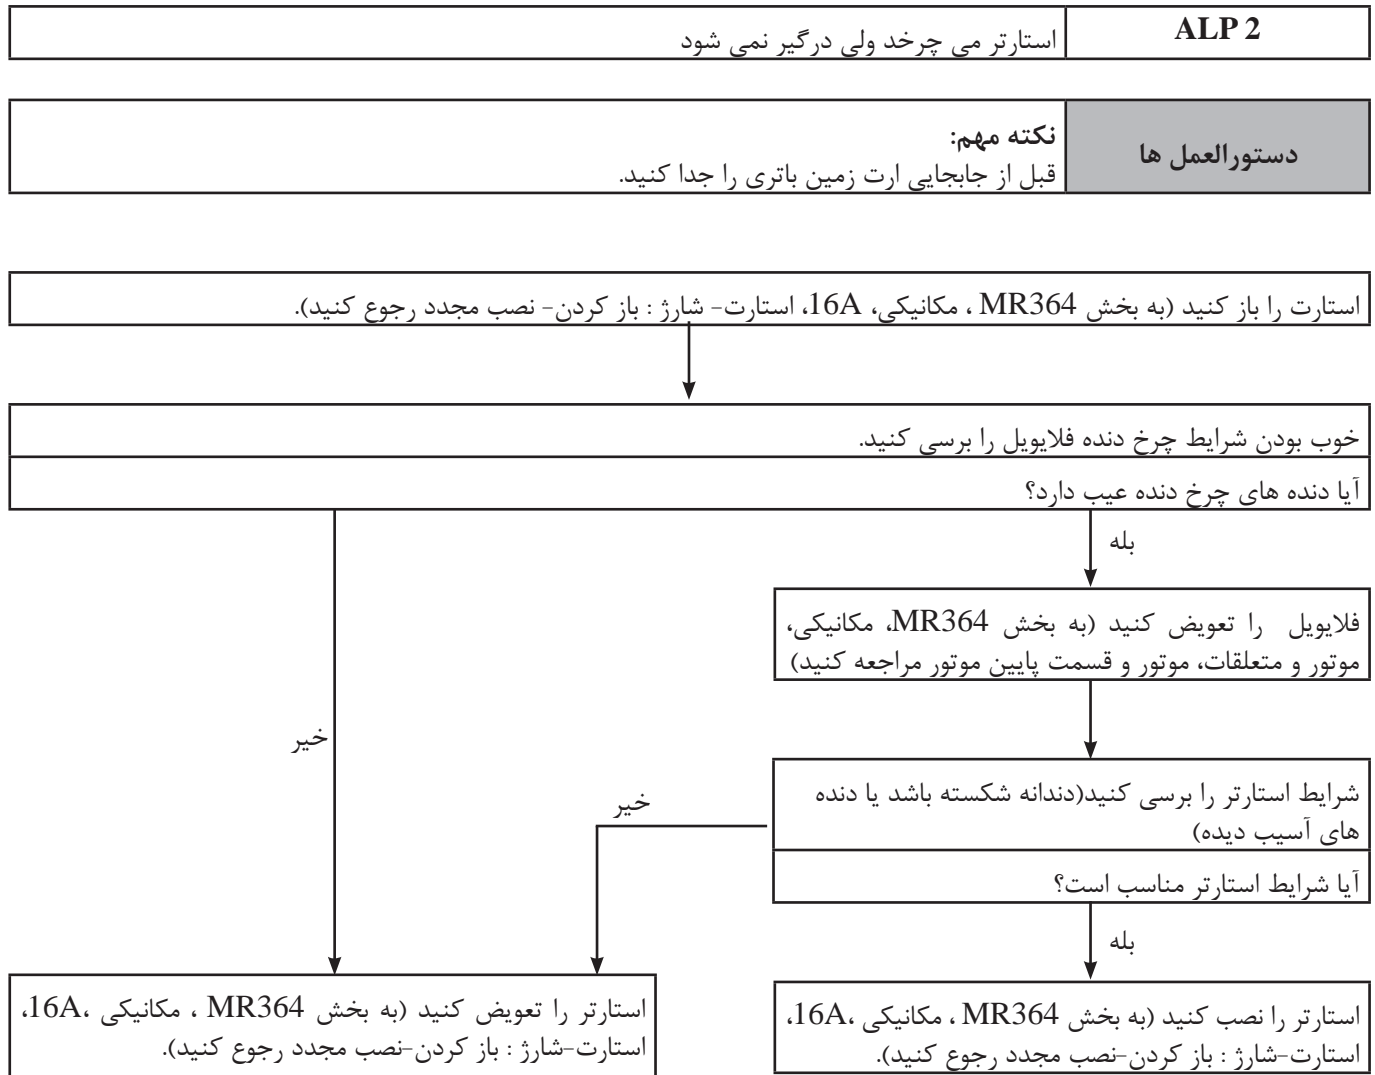 ALP 2
استارتر می چرخد ولی درگیر نمی شود
دستورالعمل ها
نکته مهم:
قبل از جابجایی ارت زمین باتری را جدا کنید.
استارت را باز کنید (به بخش MR364 ، مکانیکی، 16A، استارت- شارژ : باز کردن- نصب مجدد رجوع کنید).
خوب بودن شرایط چرخ دنده فلایویل را برسی کنید.
آیا دنده های چرخ دنده عیب دارد؟
بله
فلایویل را تعویض کنید (به بخش MR364، مکانیکی،
موتور و متعلقات، موتور و قسمت پایین موتور مراجعه کنید)
خیر
شرایط استارتر را برسی کنید(دندانه شکسته باشد یا دنده
های آسیب دیده)
خیر
آیا شرایط استارتر مناسب است؟
بله
استارتر را نصب کنید (به بخش MR364 ، مکانیکی ،16A،
استارت-شارژ : باز کردن-نصب مجدد رجوع کنید).
استارتر را تعویض کنید (به بخش MR364 ، مکانیکی ،16A،
استارت-شارژ : باز کردن-نصب مجدد رجوع کنید).